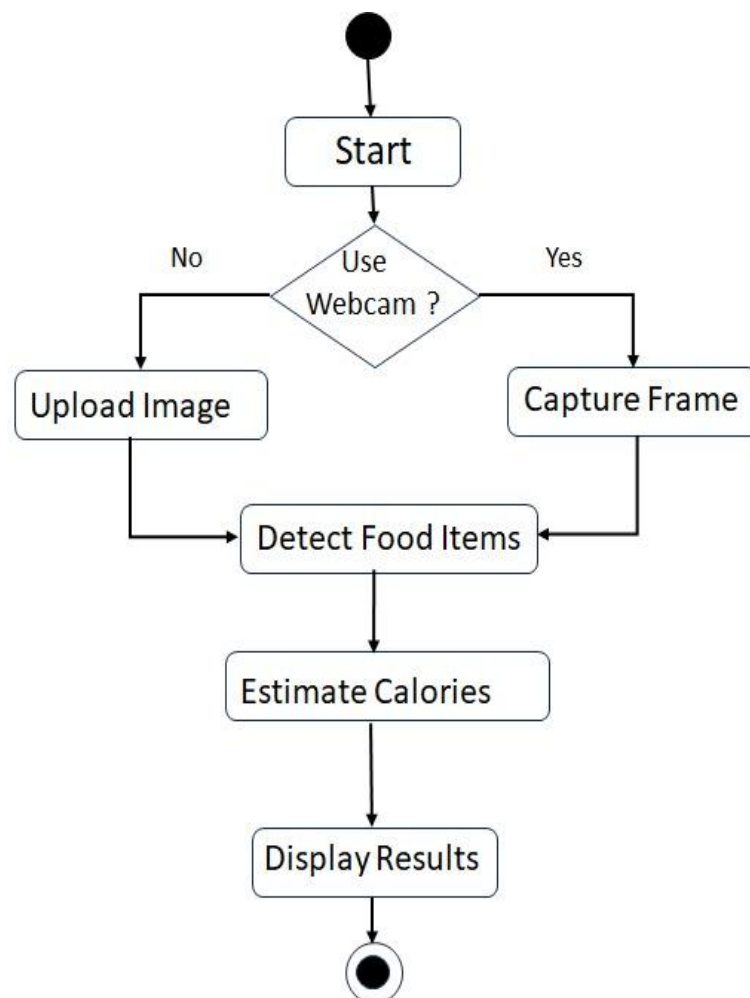 Start
No
Use
Webcam ?
Yes
Upload Image
Capture Frame
Detect Food Items
Estimate Calories
Display Results